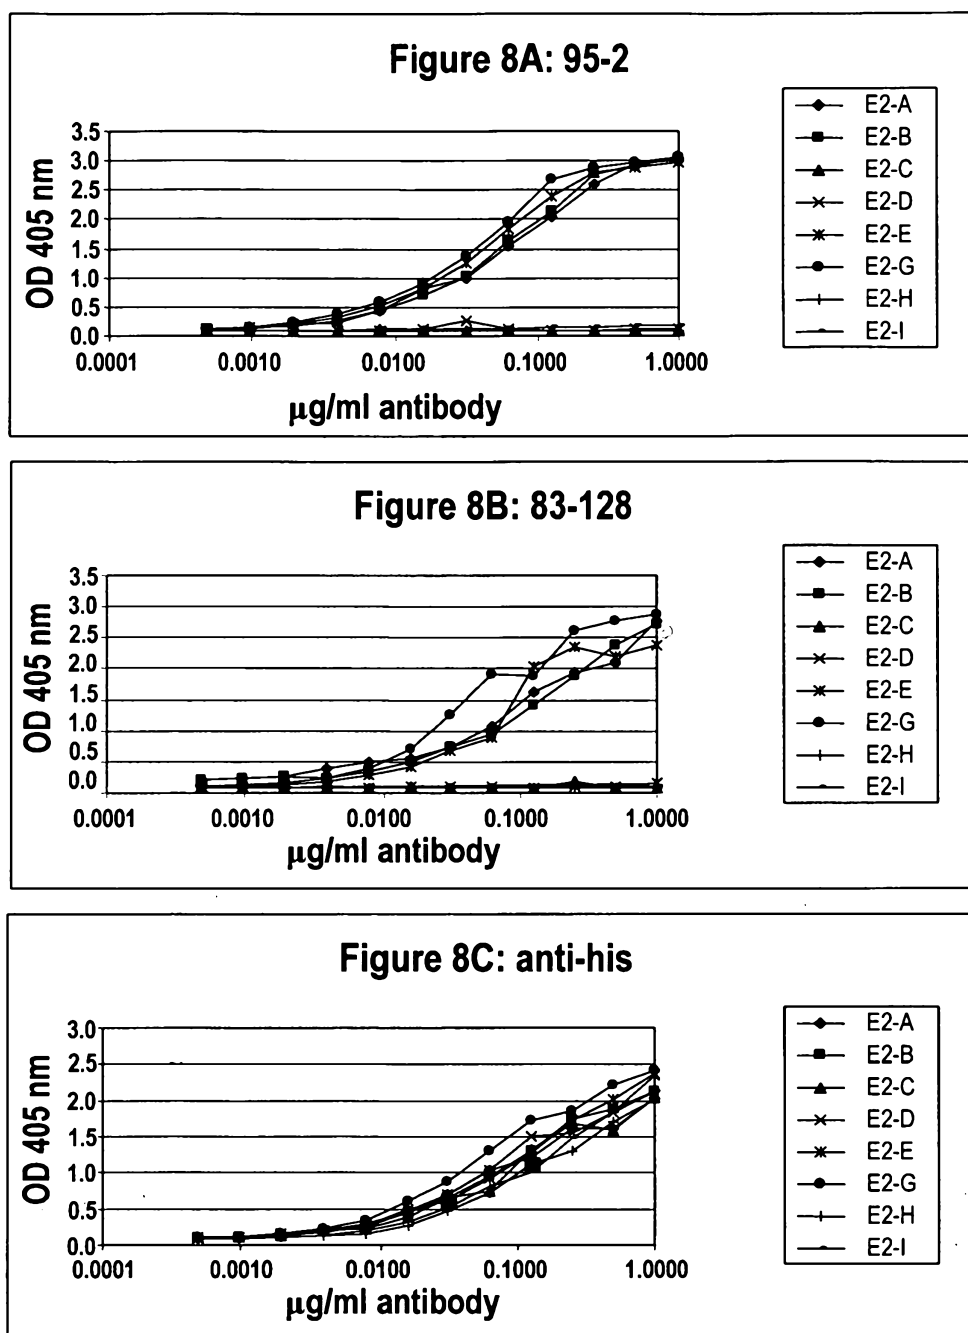 Figure 8A: 95-2
OD 405 nm
3.5
3.0
2.5
2.0
1.5
1.0
0.5
0.0
0.0001 0.0010 0.0100 0.1000 1.0000
μg/ml antibody
E2-A
E2-B
E2-C
E2-D
E2-E
E2-G
E2-H
E2-I
Figure 8B: 83-128
OD 405 nm
3.5
3.0
2.5
2.0
1.5
1.0
0.5
0.0
0.0001 0.0010 0.0100 0.1000 1.0000
μg/ml antibody
E2-A
E2-B
E2-C
E2-D
E2-E
E2-G
E2-H
E2-I
Figure 8C: anti-his
OD 405 nm
3.0
2.5
2.0
1.5
1.0
0.5
0.0
0.0001 0.0010 0.0100 0.1000 1.0000
μg/ml antibody
E2-A
E2-B
E2-C
E2-D
E2-E
E2-G
E2-H
E2-I